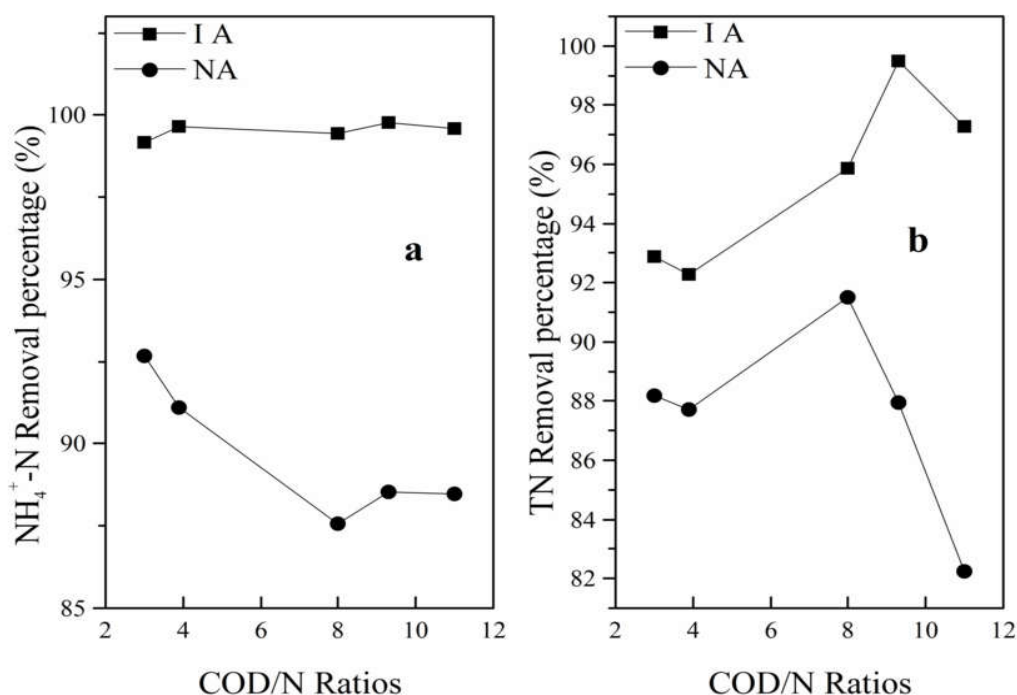 I A
NA
NH4+-N Removal percentage (%)
100
95
90
85
a
2 4 6 8 10 12
COD/N Ratios
I A
NA
TN Removal percentage (%)
100
98
96
94
92
90
88
86
84
82
b
2 4 6 8 10 12
COD/N Ratios